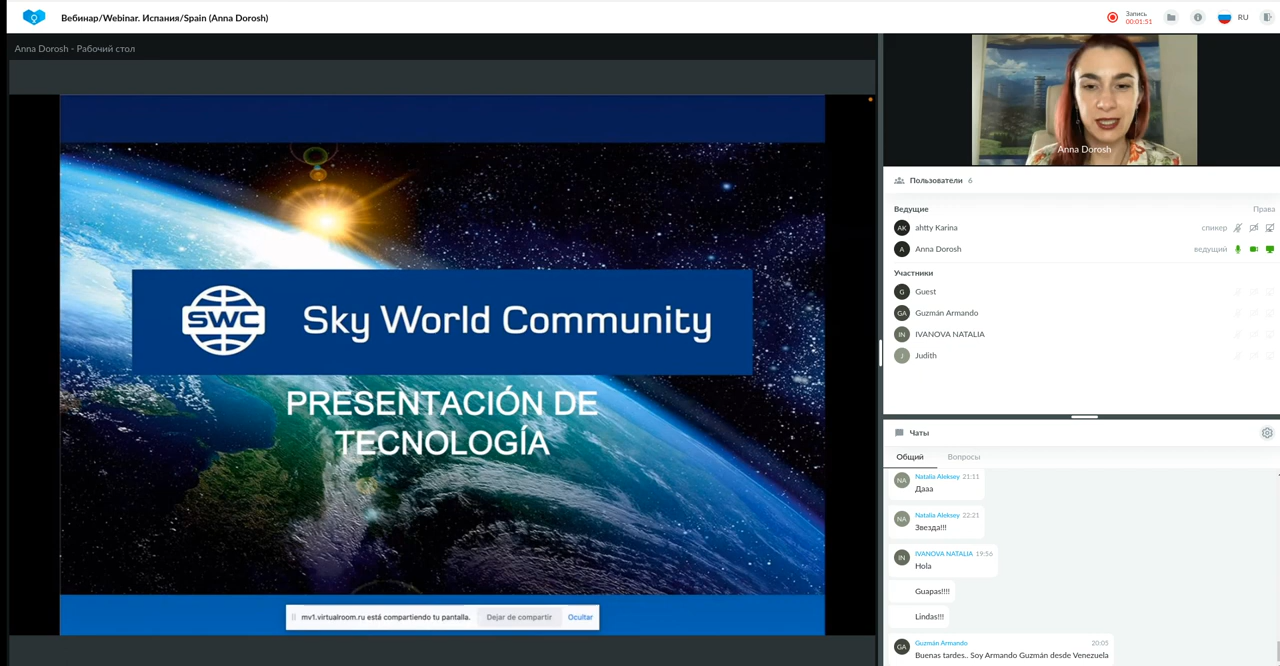 Вебинар/Webinar. Испания/Spain (Anna Dorosh)
Запись
00:01:51
RU
Anna Dorosh - Рабочий стол
SWC
Sky World Community
PRESENTACIÓN DE
TECNOLOGÍA
mv1.virtualroom.ru está compartiendo tu pantalla.
Dejar de compartir
Ocultar
Anna Dorosh
Пользователи 6
Ведущие
Права
AK ahtty Karina
спикер
A Anna Dorosh
ведущий
Участники
G Guest
GA Guzmán Armando
IN IVANOVA NATALIA
J Judith
Чаты
Общий
Вопросы
NA Natalia Aleksey 21:11
Дааа
NA Natalia Aleksey 22:21
Звезда!!!
IN IVANOVA NATALIA 19:56
Hola
Guapas!!!!
Lindas!!!
GA Guzmán Armando 20:05
Buenas tardes.. Soy Armando Guzmán desde Venezuela